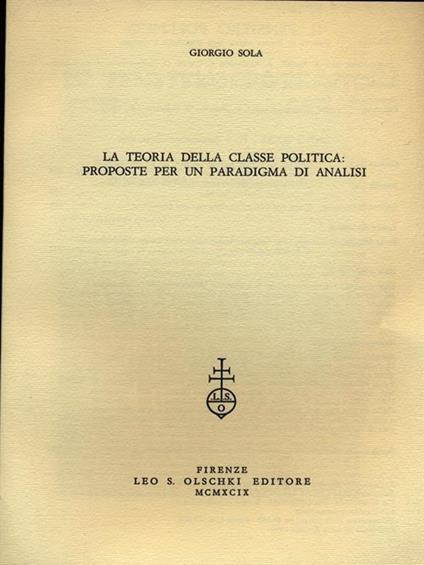 GIORGIO SOLA
LA TEORIA DELLA CLASSE POLITICA:
PROPOSTE PER UN PARADIGMA DI ANALISI
L. S.
O
FIRENZE
LEO S. OLSCHKI EDITORE
MCMXCIX